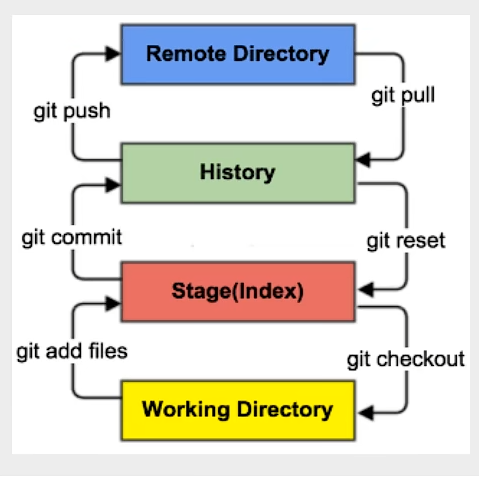 Remote Directory
git push
git pull
History
git commit
git reset
Stage(Index)
git add files
git checkout
Working Directory